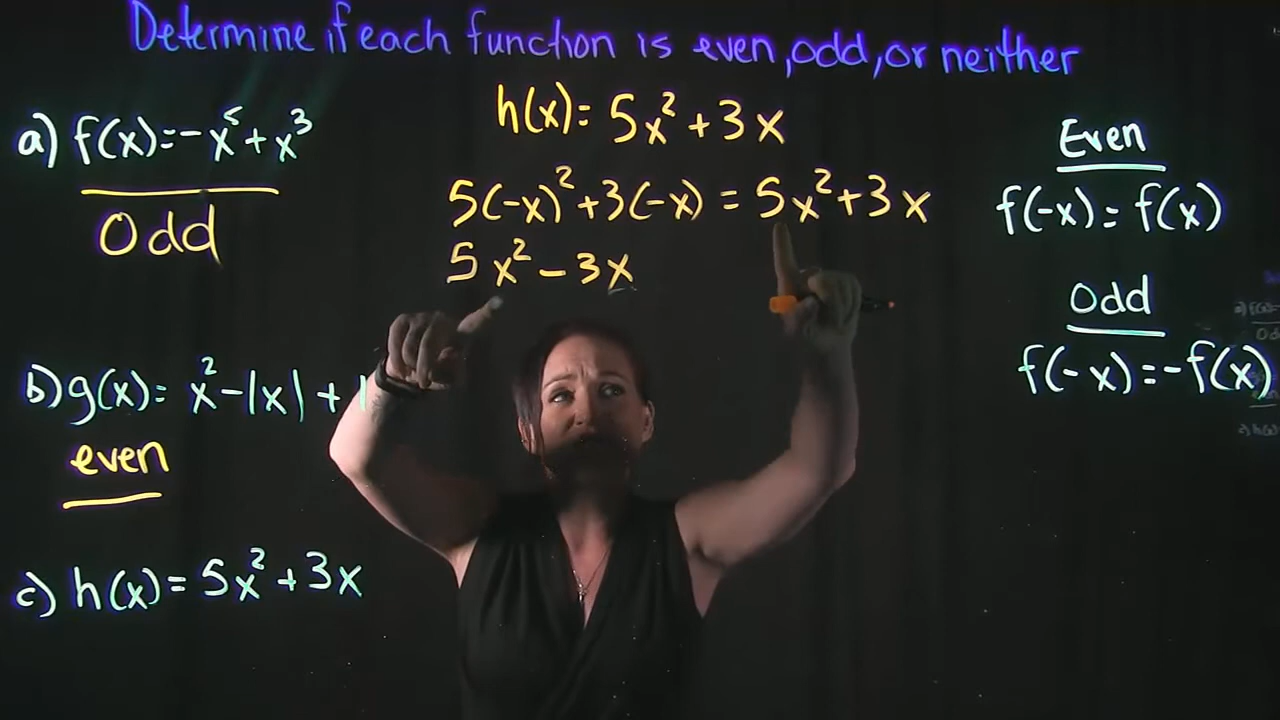 Determine if each function is even, odd, or neither
a) f(x)=-x⁵+x³
Odd
b) g(x)= x²-|x|+1
even
c) h(x)=5x²+3x
h(x)= 5x²+3x
5(-x)²+3(-x) = 5x²+3x
5x²-3x
Even
f(-x)= f(x)
Odd
f(-x)=-f(x)